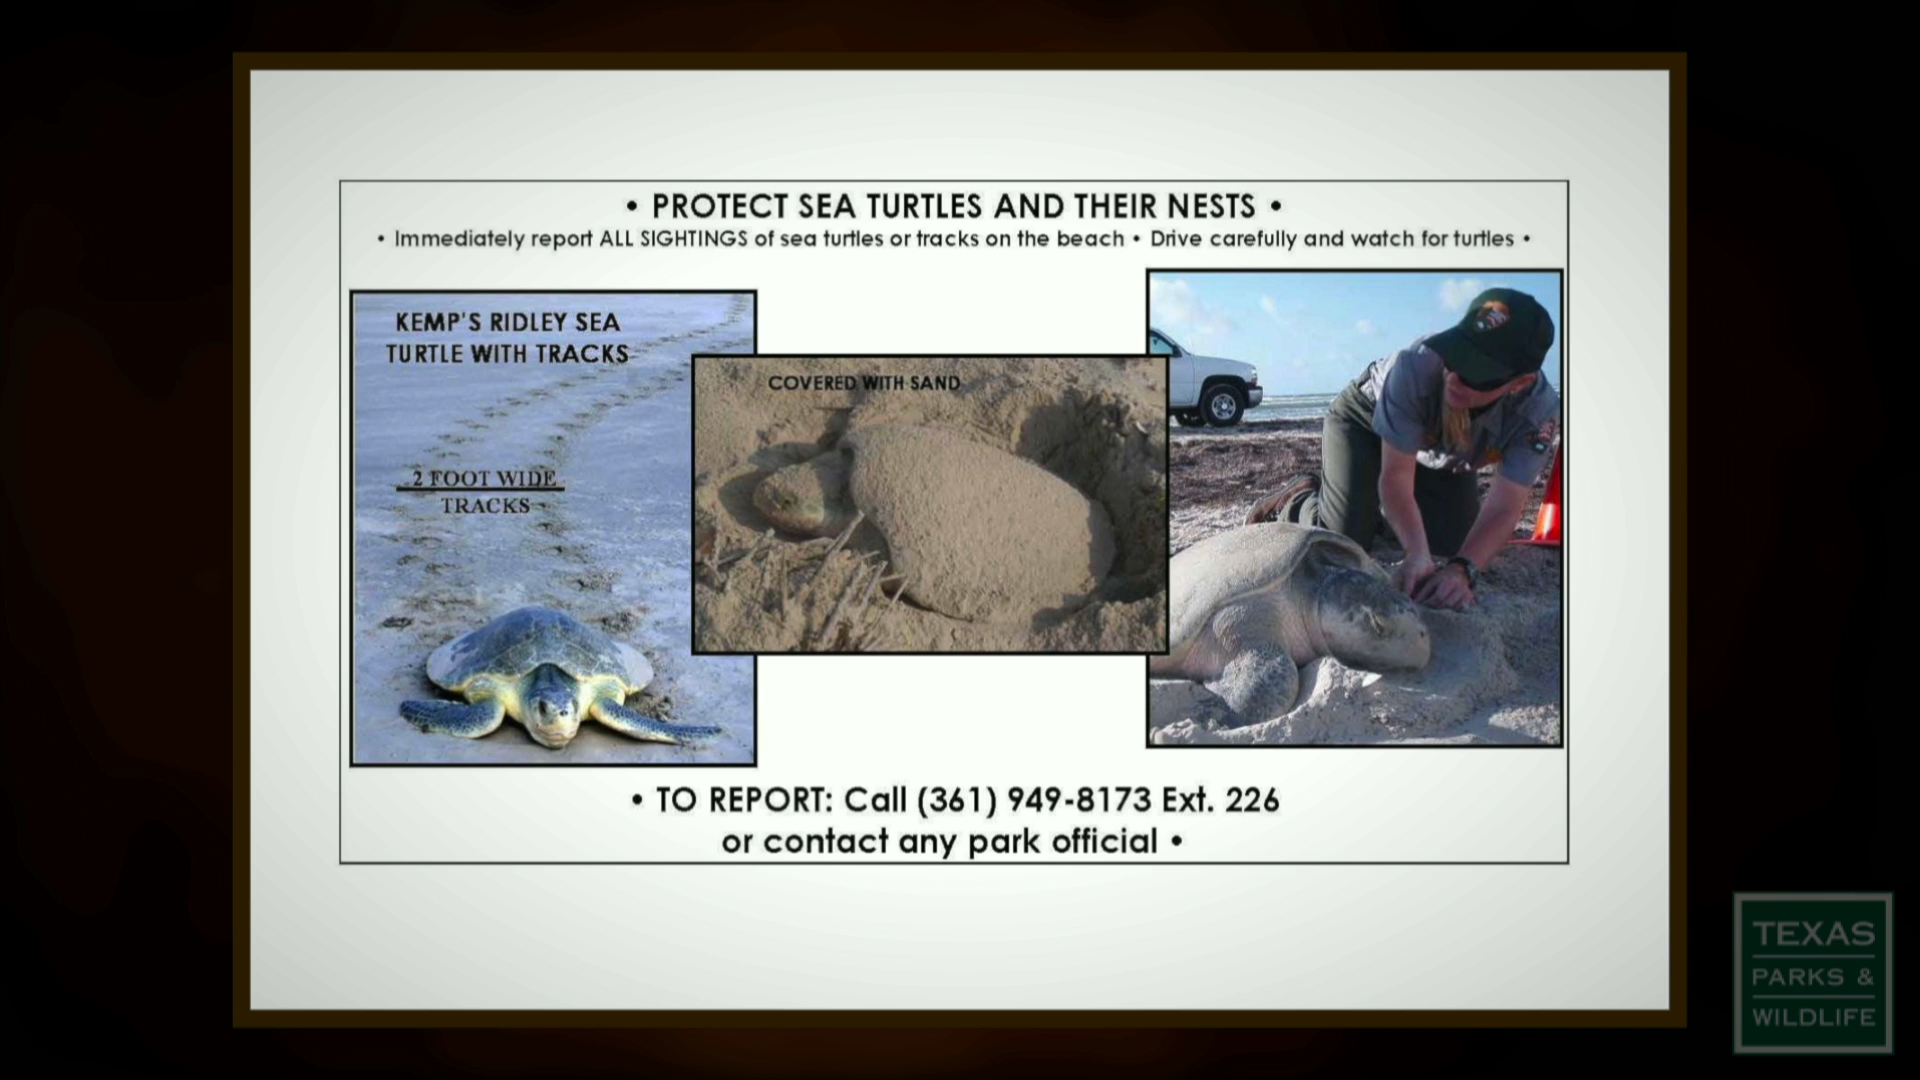 • PROTECT SEA TURTLES AND THEIR NESTS •
• Immediately report ALL SIGHTINGS of sea turtles or tracks on the beach • Drive carefully and watch for turtles •
KEMP'S RIDLEY SEA
TURTLE WITH TRACKS
2 FOOT WIDE
TRACKS
COVERED WITH SAND
• TO REPORT: Call (361) 949-8173 Ext. 226
or contact any park official •
TEXAS
PARKS &
WILDLIFE